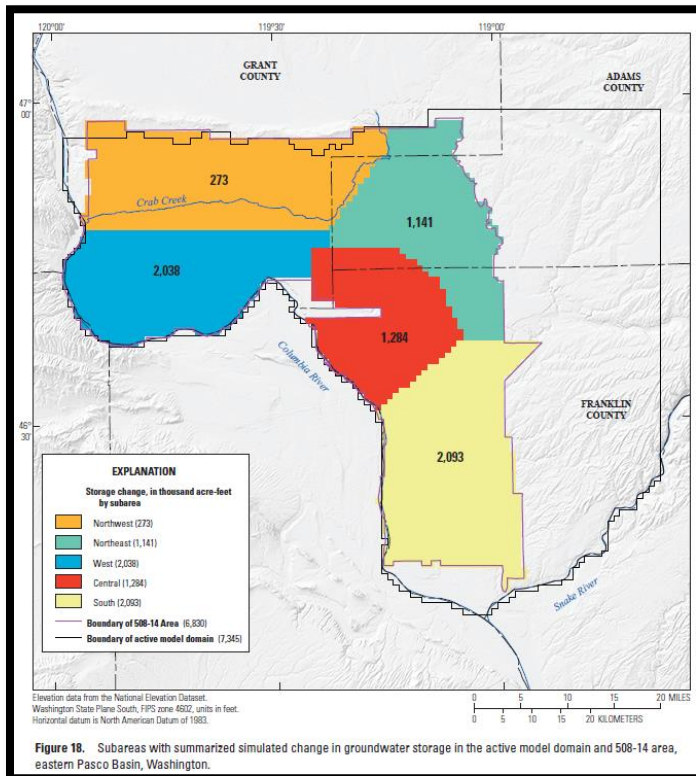 120°00'
119°30'
119°00'
GRANT
COUNTY
ADAMS
COUNTY
47°
00'
273
Crab Creek
1,141
2,038
1,284
Columbia River
FRANKLIN
COUNTY
46°
30'
2,093
EXPLANATION
Storage change, in thousand acre-feet
by subarea
Northwest (273)
Northeast (1,141)
West (2,038)
Central (1,284)
South (2,093)
Boundary of 508-14 Area (6,830)
Boundary of active model domain (7,345)
Snake River
Elevation data from the National Elevation Dataset.
Washington State Plane South, FIPS zone 4602, units in feet.
Horizontal datum is North American Datum of 1983.
0 5 10 15 20 MILES
0 5 10 15 20 KILOMETERS
Figure 18. Subareas with summarized simulated change in groundwater storage in the active model domain and 508-14 area,
eastern Pasco Basin, Washington.